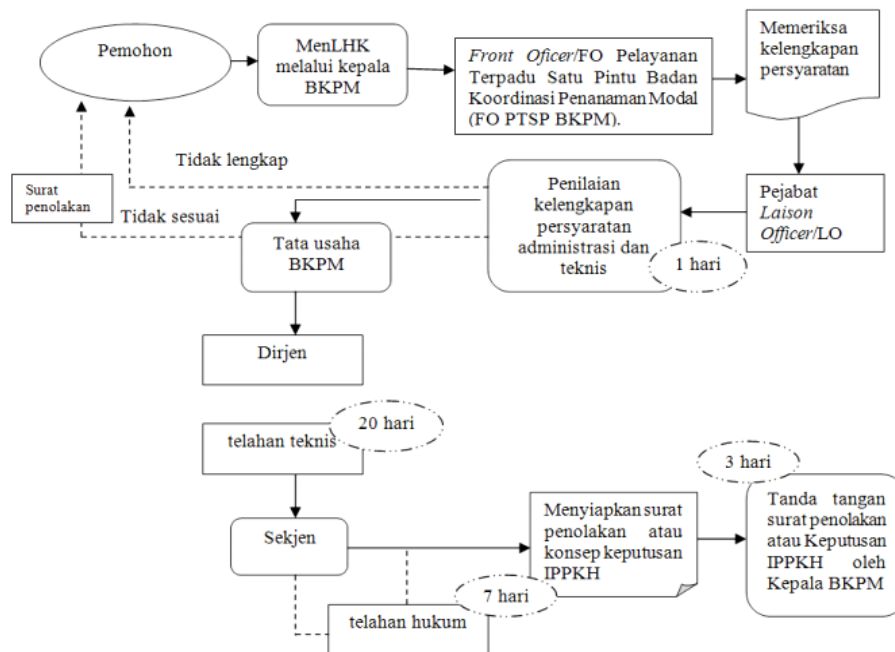 Pemohon
MenLHK
melalui kepala
BKPM
Front Oficer/FO Pelayanan
Terpadu Satu Pintu Badan
Koordinasi Penanaman Modal
(FO PTSP BKPM).
Memeriksa
kelengkapan
persyaratan
Tidak lengkap
Surat
penolakan
Tidak sesuai
Tata usaha
BKPM
Penilaian
kelengkapan
persyaratan
administrasi dan
teknis
1 hari
Pejabat
Laison
Officer/LO
Dirjen
20 hari
telahan teknis
3 hari
Sekjen
Menyiapkan surat
penolakan atau
konsep keputusan
IPPKH
Tanda tangan
surat penolakan
atau Keputusan
IPPKH oleh
Kepala BKPM
7 hari
telahan hukum